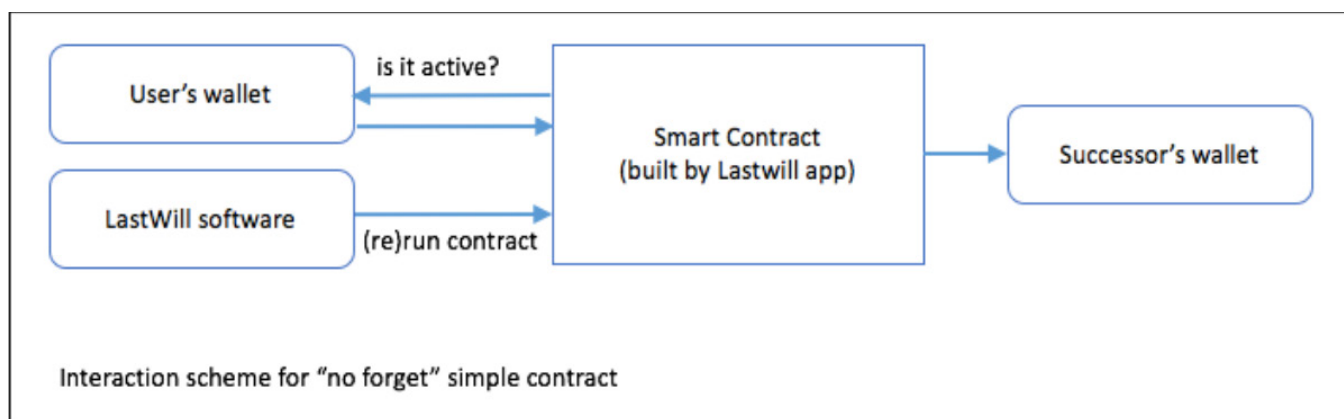 is it active?
User’s wallet
Smart Contract
(built by Lastwill app)
Successor’s wallet
LastWill software
(re)run contract
Interaction scheme for “no forget” simple contract